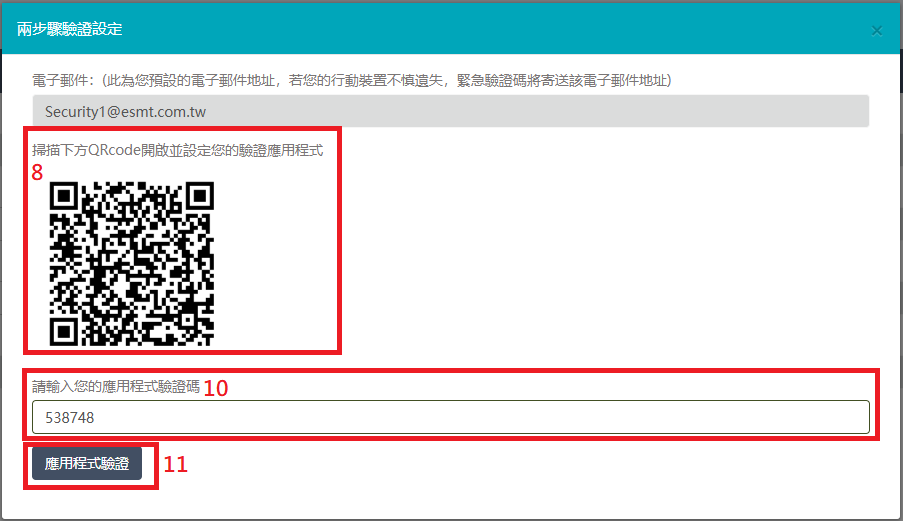 兩步驟驗證設定
×
電子郵件：(此為您預設的電子郵件地址，若您的行動裝置不慎遺失，緊急驗證碼將寄送該電子郵件地址)
Security1@esmt.com.tw
掃描下方QRcode開啟並設定您的驗證應用程式
8
請輸入您的應用程式驗證碼 10
538748
應用程式驗證 11